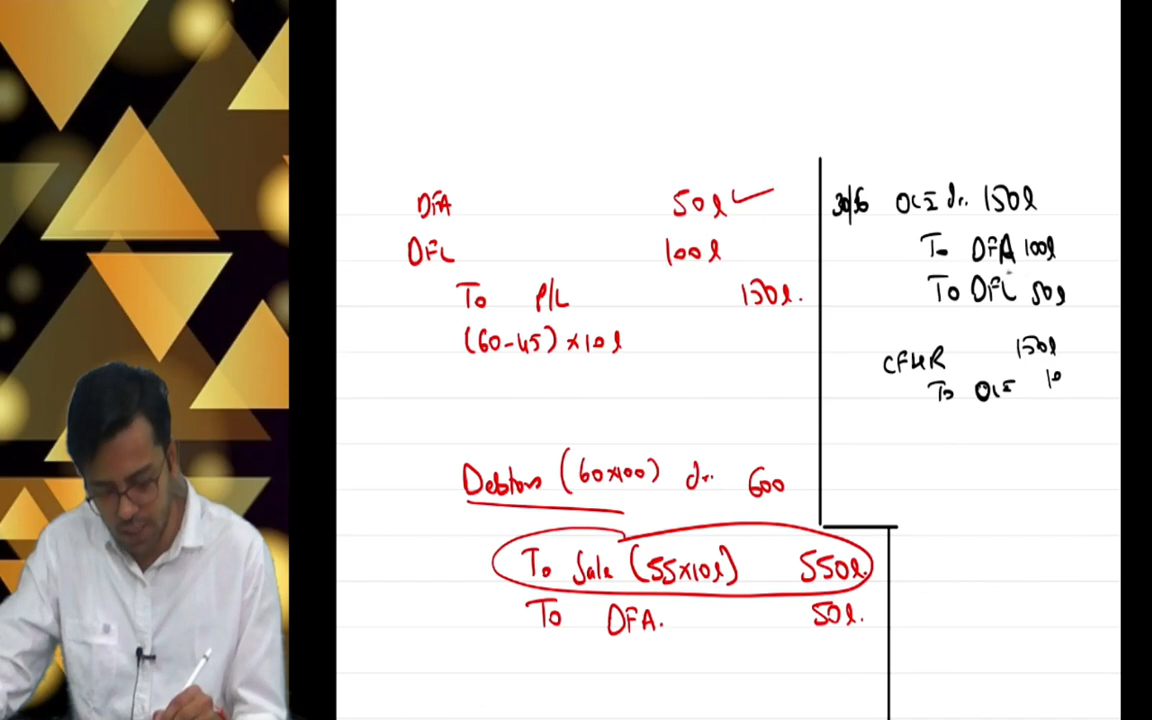 DFA 50l ✓
DFL 100l
To P/L 150l.
(60-45) x 10l
Debtors (60x100) dr. 600
To Sale (55x10l) 550l.
To DFA. 50l.
30/6 OCI dr. 150l
To DFA 100l
To DFL 50l
CFHR 150l
To OCI 10